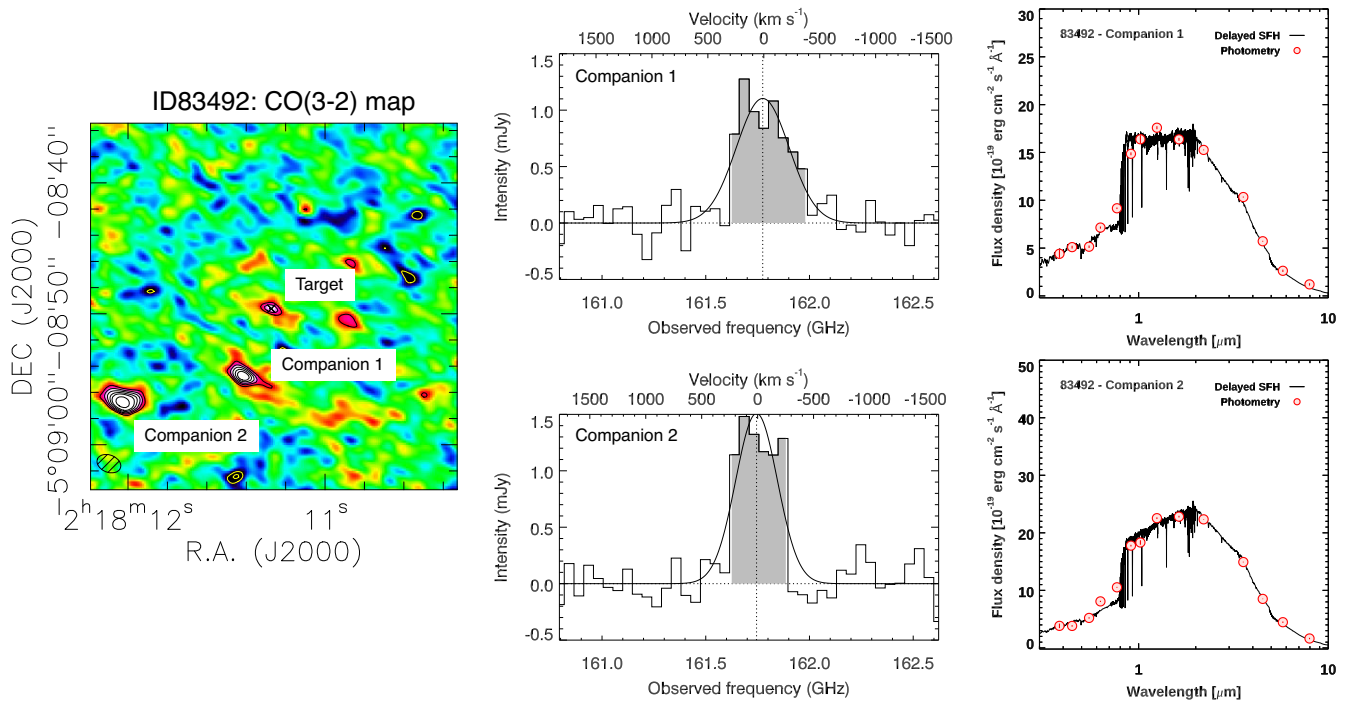 ID83492: CO(3-2) map
DEC (J2000)
5°09'00"
−08'50"
−08'40"
Target
Companion 1
Companion 2
2h18m12s
11s
R.A. (J2000)
Velocity (km s-1)
1500 1000 500 0 -500 -1000 -1500
Companion 1
Intensity (mJy)
1.5
1.0
0.5
0.0
-0.5
161.0 161.5 162.0 162.5
Observed frequency (GHz)
Velocity (km s-1)
1500 1000 500 0 -500 -1000 -1500
Companion 2
Intensity (mJy)
1.5
1.0
0.5
0.0
-0.5
161.0 161.5 162.0 162.5
Observed frequency (GHz)
83492 - Companion 1
Delayed SFH
Photometry
Flux density [10-19 erg cm-2 s-1 Å-1]
30
25
20
15
10
5
0
1 10
Wavelength [μm]
83492 - Companion 2
Delayed SFH
Photometry
Flux density [10-19 erg cm-2 s-1 Å-1]
50
40
30
20
10
0
1 10
Wavelength [μm]